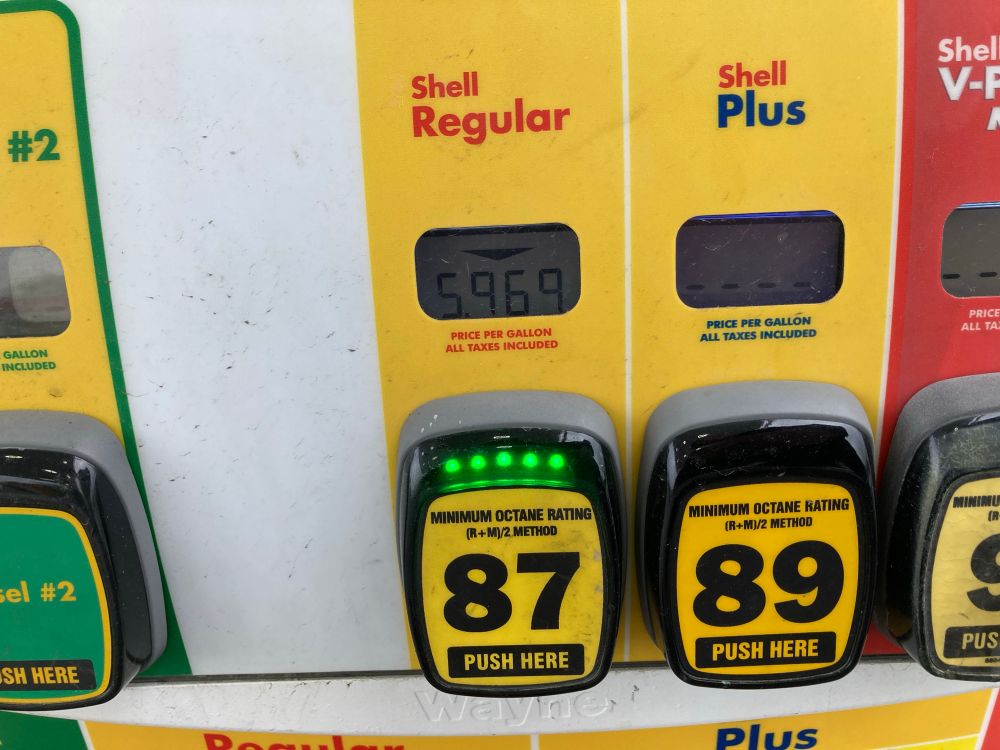 #2
GALLON
INCLUDED
sel #2
SH HERE
Shell
Regular
5.969
PRICE PER GALLON
ALL TAXES INCLUDED
MINIMUM OCTANE RATING
(R+M)/2 METHOD
87
PUSH HERE
Shell
Plus
- - - -
PRICE PER GALLON
ALL TAXES INCLUDED
MINIMUM OCTANE RATING
(R+M)/2 METHOD
89
PUSH HERE
Shell
V-P
PRICE
ALL TA
MINIMUM
9
PUS
Wayne
Regular
Plus